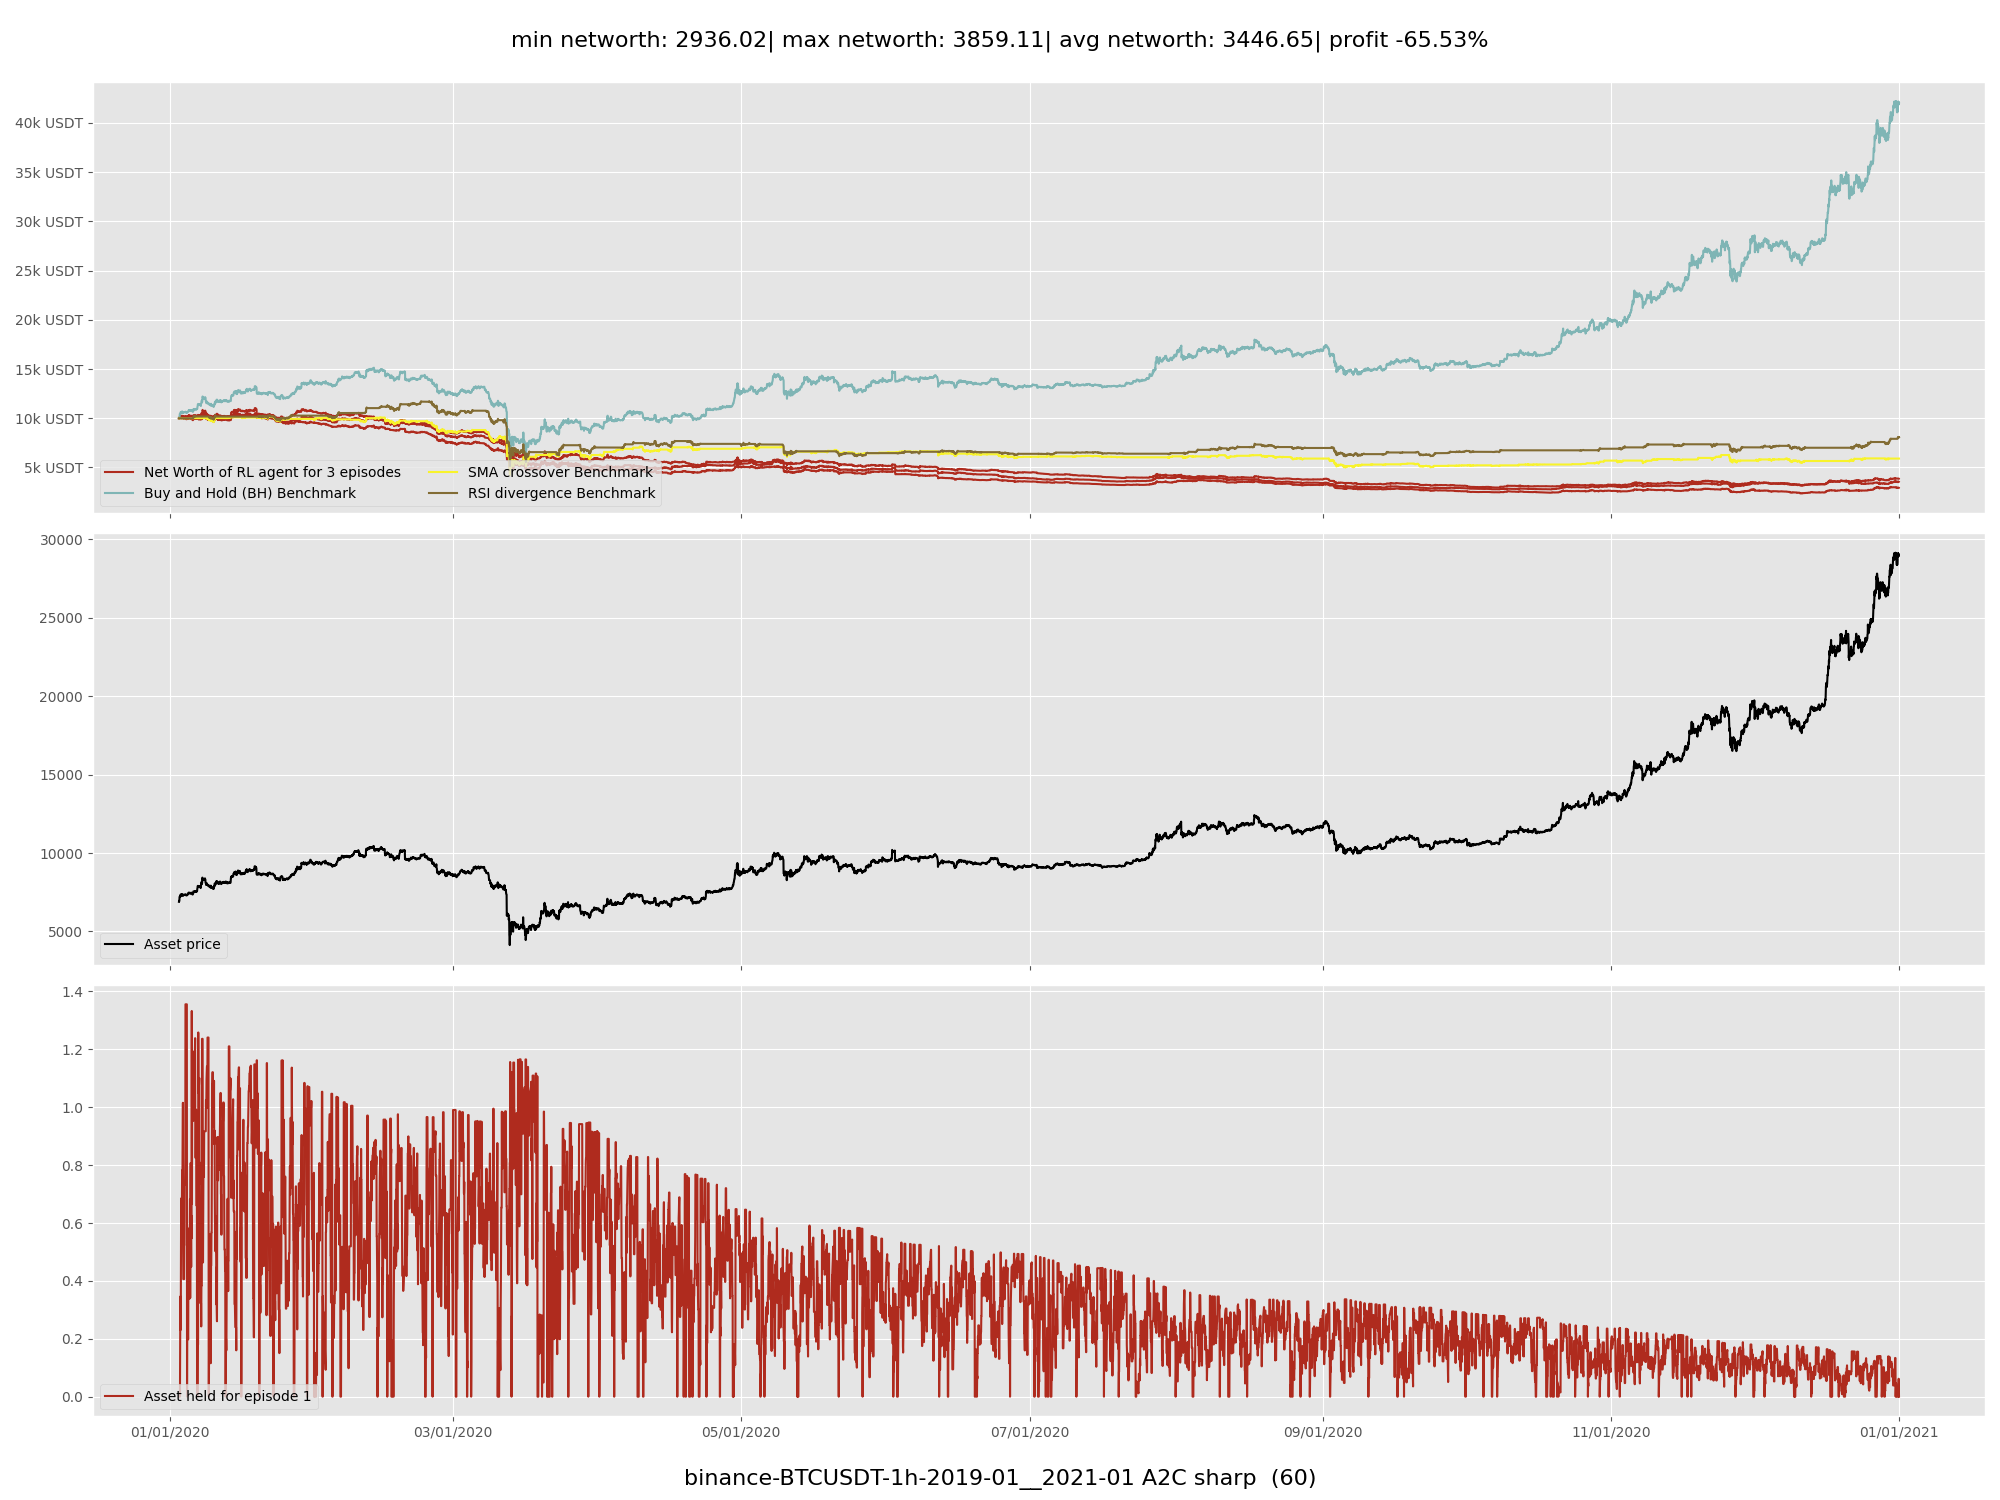 min networth: 2936.02| max networth: 3859.11| avg networth: 3446.65| profit -65.53%
40k USDT
35k USDT
30k USDT
25k USDT
20k USDT
15k USDT
10k USDT
5k USDT
Net Worth of RL agent for 3 episodes
Buy and Hold (BH) Benchmark
SMA crossover Benchmark
RSI divergence Benchmark
30000
25000
20000
15000
10000
5000
Asset price
1.4
1.2
1.0
0.8
0.6
0.4
0.2
0.0
Asset held for episode 1
01/01/2020 03/01/2020 05/01/2020 07/01/2020 09/01/2020 11/01/2020 01/01/2021
binance-BTCUSDT-1h-2019-01__2021-01 A2C sharp  (60)